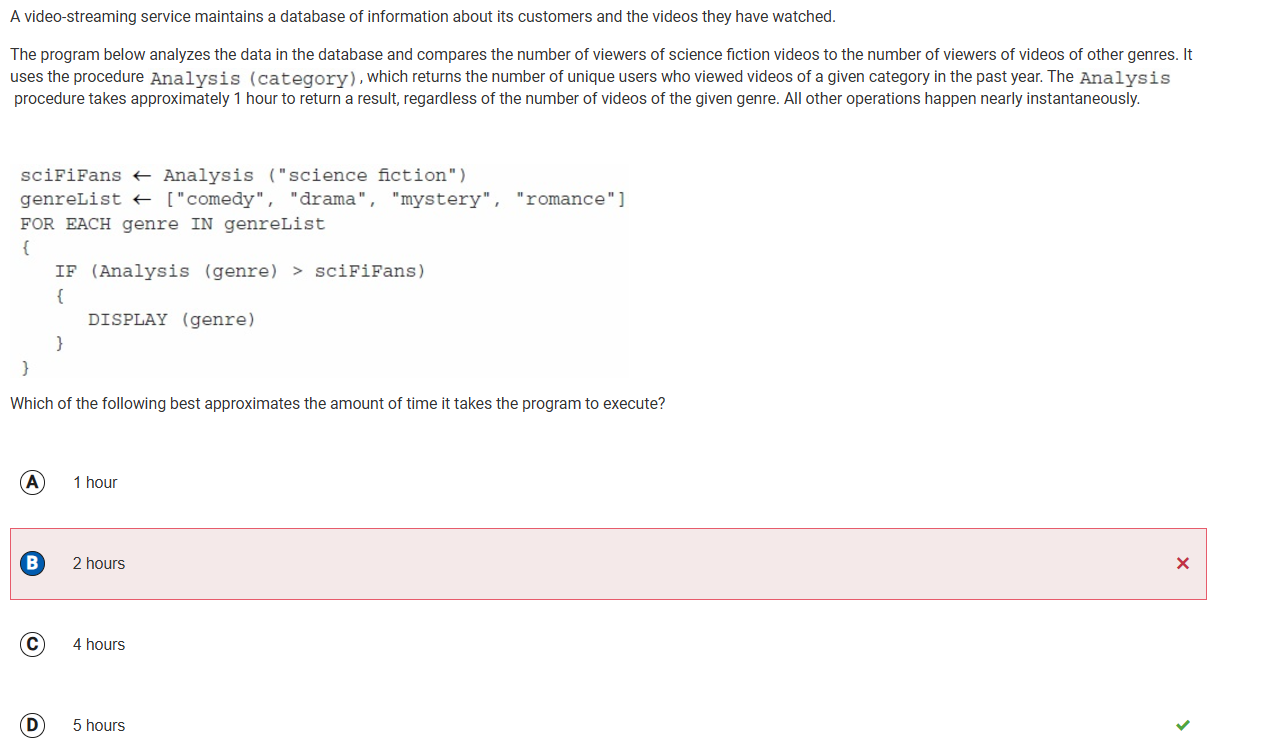 A video-streaming service maintains a database of information about its customers and the videos they have watched.
The program below analyzes the data in the database and compares the number of viewers of science fiction videos to the number of viewers of videos of other genres. It
uses the procedure Analysis (category), which returns the number of unique users who viewed videos of a given category in the past year. The Analysis
procedure takes approximately 1 hour to return a result, regardless of the number of videos of the given genre. All other operations happen nearly instantaneously.
sciFiFans ← Analysis ("science fiction")
genreList ← ["comedy", "drama", "mystery", "romance"]
FOR EACH genre IN genreList
{
IF (Analysis (genre) > sciFiFans)
{
DISPLAY (genre)
}
}
Which of the following best approximates the amount of time it takes the program to execute?
A 1 hour
B 2 hours
C 4 hours
D 5 hours